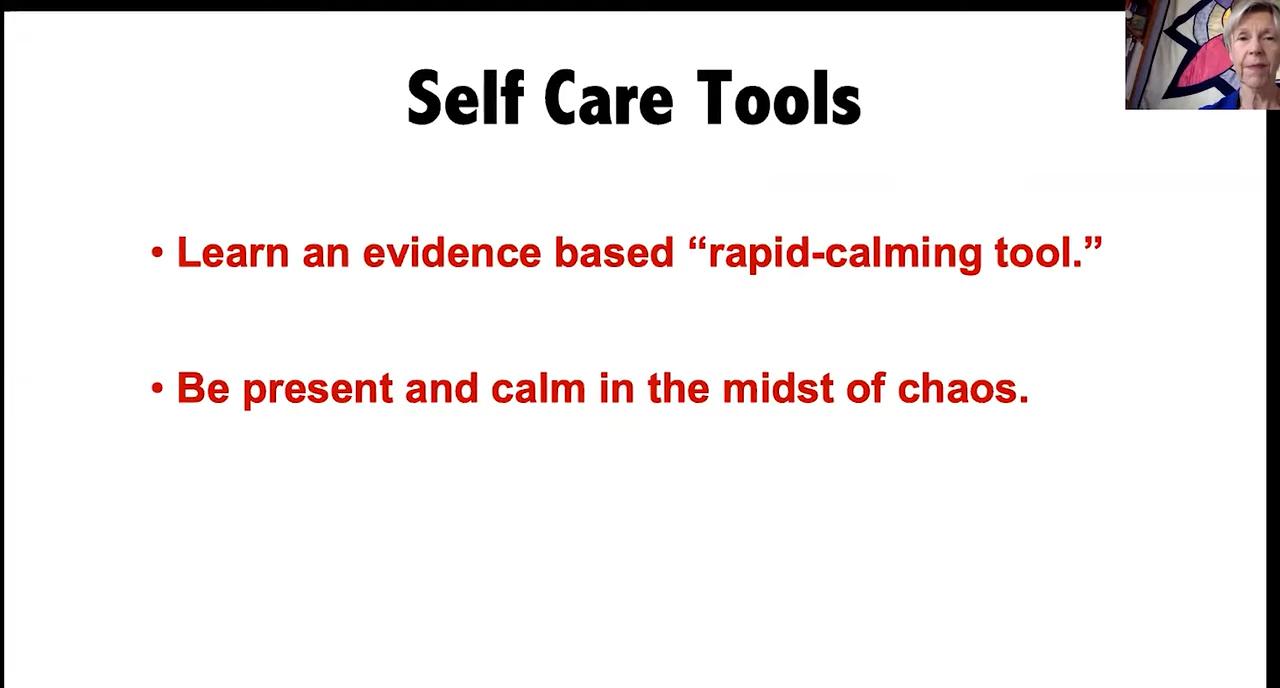 Self Care Tools
• Learn an evidence based “rapid-calming tool.”
• Be present and calm in the midst of chaos.